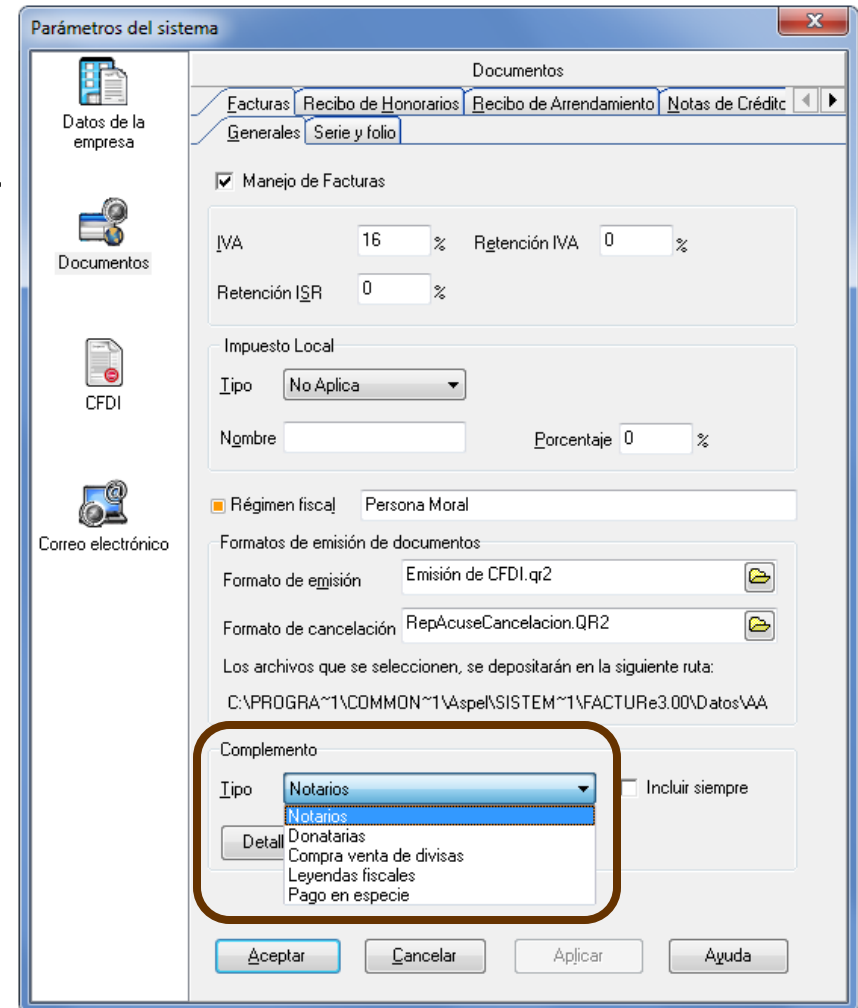 Parámetros del sistema
Datos de la
empresa
Documentos
CFDI
Correo electrónico
Documentos
Facturas Recibo de Honorarios Recibo de Arrendamiento Notas de Crédito
Generales Serie y folio
Manejo de Facturas
IVA 16 % Retención IVA 0 %
Retención ISR 0 %
Impuesto Local
Tipo No Aplica
Nombre Porcentaje 0 %
Régimen fiscal Persona Moral
Formatos de emisión de documentos
Formato de emisión Emisión de CFDI.qr2
Formato de cancelación RepAcuseCancelacion.QR2
Los archivos que se seleccionen, se depositarán en la siguiente ruta:
C:\PROGRA~1\COMMON~1\Aspel\SISTEM~1\FACTURe3.00\Datos\AA
Complemento
Tipo Notarios Incluir siempre
Notarios
Detall Donatarias
Compra venta de divisas
Leyendas fiscales
Pago en especie
Aceptar Cancelar Aplicar Ayuda